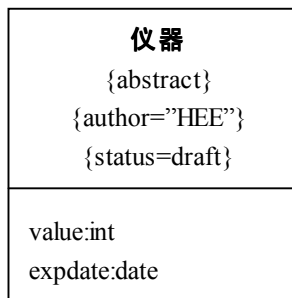 仪器
{abstract}
{author=”HEE”}
{status=draft}
value:int
expdate:date